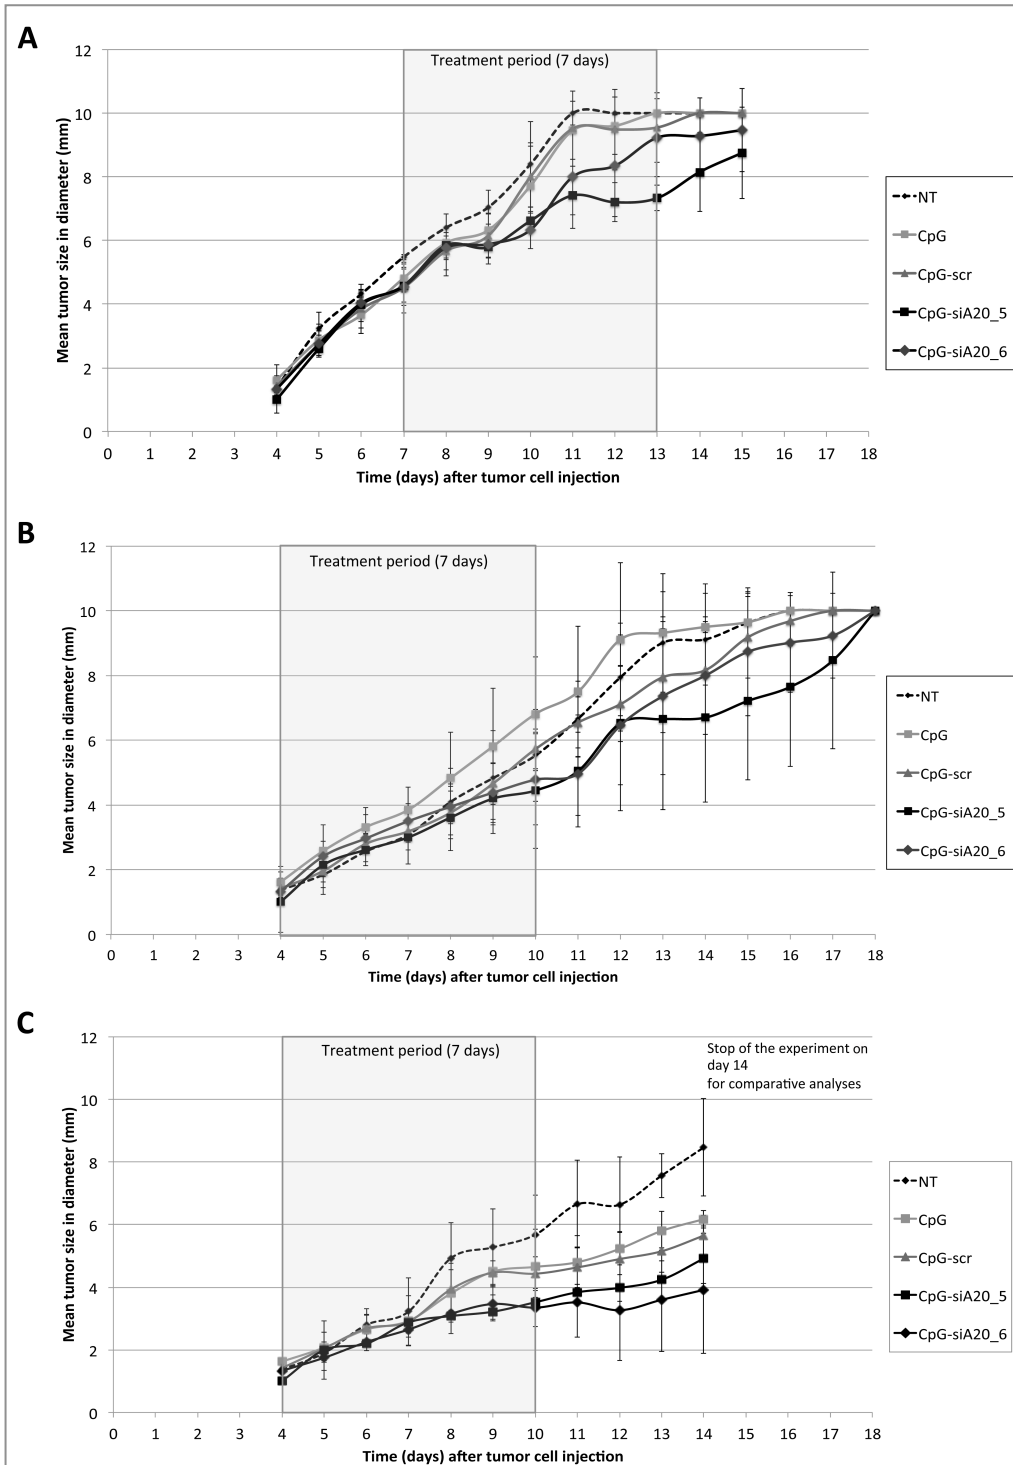 A
Treatment period (7 days)
Mean tumor size in diameter (mm)
12
10
8
6
4
2
0
0 1 2 3 4 5 6 7 8 9 10 11 12 13 14 15 16 17 18
Time (days) after tumor cell injection
NT
CpG
CpG-scr
CpG-siA20_5
CpG-siA20_6
B
Treatment period (7 days)
Mean tumor size in diameter (mm)
12
10
8
6
4
2
0
0 1 2 3 4 5 6 7 8 9 10 11 12 13 14 15 16 17 18
Time (days) after tumor cell injection
NT
CpG
CpG-scr
CpG-siA20_5
CpG-siA20_6
C
Treatment period (7 days)
Stop of the experiment on
day 14
for comparative analyses
Mean tumor size in diameter (mm)
12
10
8
6
4
2
0
0 1 2 3 4 5 6 7 8 9 10 11 12 13 14 15 16 17 18
Time (days) after tumor cell injection
NT
CpG
CpG-scr
CpG-siA20_5
CpG-siA20_6